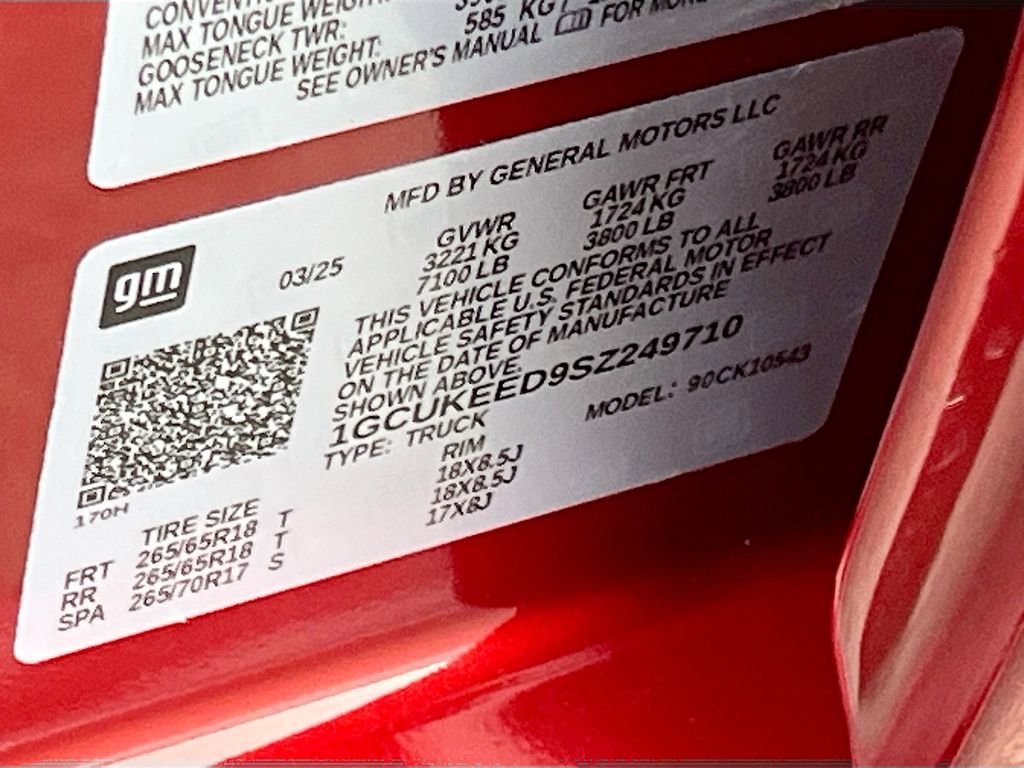 MAX TONGUE WEIGHT:
GOOSENECK TWR:
585 KG
MAX TONGUE WEIGHT:
SEE OWNER'S MANUAL FOR MORE
MFD BY GENERAL MOTORS LLC
gm
03/25
GVWR GAWR FRT GAWR RR
3221 KG 1724 KG 1724 KG
7100 LB 3800 LB 3800 LB
THIS VEHICLE CONFORMS TO ALL
APPLICABLE U.S. FEDERAL MOTOR
VEHICLE SAFETY STANDARDS IN EFFECT
ON THE DATE OF MANUFACTURE
SHOWN ABOVE.
1GCUKEED9SZ249710
TYPE: TRUCK MODEL: 90CK10543
170H
TIRE SIZE RIM
FRT 265/65R18 T 18X8.5J
RR 265/65R18 T 18X8.5J
SPA 265/70R17 S 17X8J